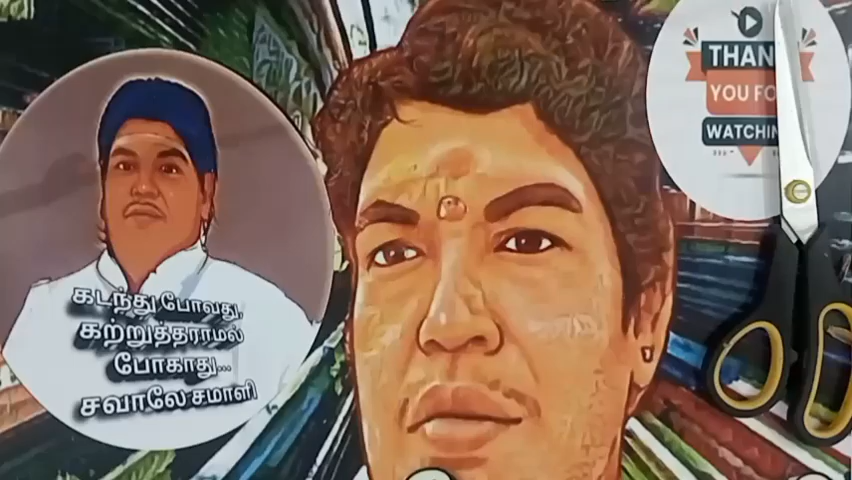 கடந்து போவது,
கற்றுத்தராமல்
போகாது...
சவாலே சமாளி
THAN
YOU FO
WATCHIN